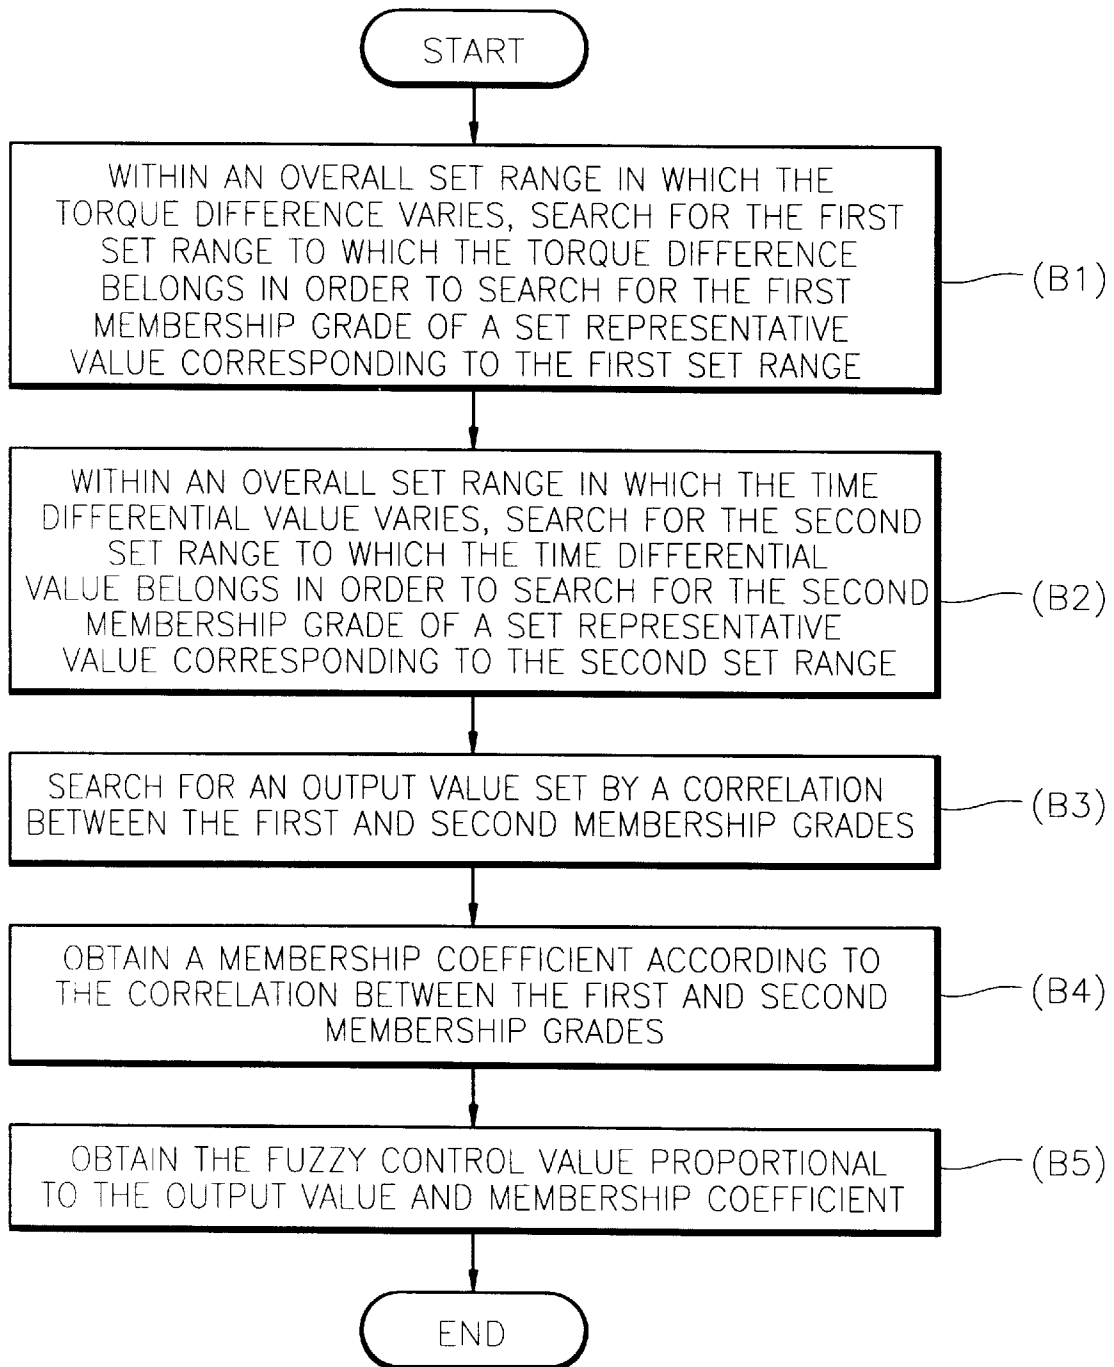 START
WITHIN AN OVERALL SET RANGE IN WHICH THE
TORQUE DIFFERENCE VARIES, SEARCH FOR THE FIRST
SET RANGE TO WHICH THE TORQUE DIFFERENCE
BELONGS IN ORDER TO SEARCH FOR THE FIRST
MEMBERSHIP GRADE OF A SET REPRESENTATIVE
VALUE CORRESPONDING TO THE FIRST SET RANGE
(B1)
WITHIN AN OVERALL SET RANGE IN WHICH THE TIME
DIFFERENTIAL VALUE VARIES, SEARCH FOR THE SECOND
SET RANGE TO WHICH THE TIME DIFFERENTIAL
VALUE BELONGS IN ORDER TO SEARCH FOR THE SECOND
MEMBERSHIP GRADE OF A SET REPRESENTATIVE
VALUE CORRESPONDING TO THE SECOND SET RANGE
(B2)
SEARCH FOR AN OUTPUT VALUE SET BY A CORRELATION
BETWEEN THE FIRST AND SECOND MEMBERSHIP GRADES
(B3)
OBTAIN A MEMBERSHIP COEFFICIENT ACCORDING TO
THE CORRELATION BETWEEN THE FIRST AND SECOND
MEMBERSHIP GRADES
(B4)
OBTAIN THE FUZZY CONTROL VALUE PROPORTIONAL
TO THE OUTPUT VALUE AND MEMBERSHIP COEFFICIENT
(B5)
END